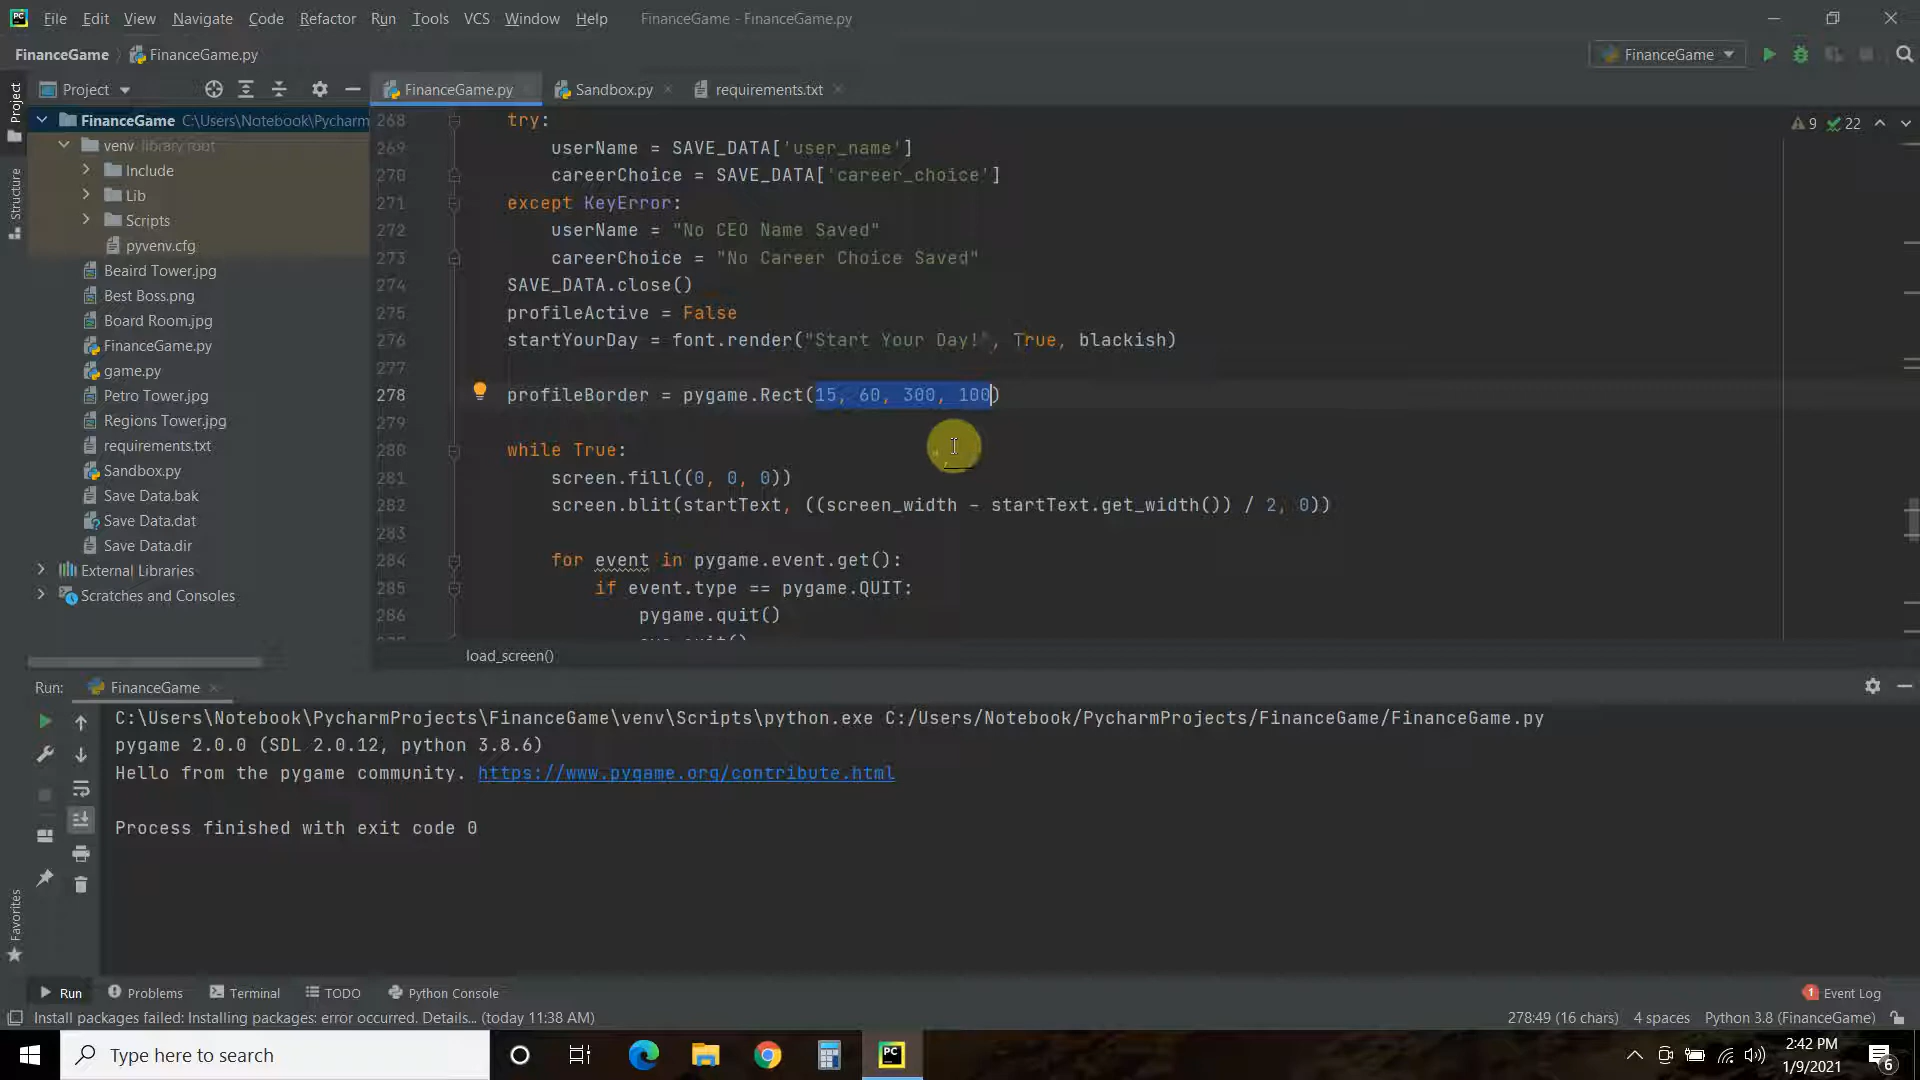 File Edit View Navigate Code Refactor Run Tools VCS Window Help FinanceGame - FinanceGame.py
FinanceGame FinanceGame.py FinanceGame
Project FinanceGame.py Sandbox.py requirements.txt
Project
Structure
Favorites
FinanceGame C:\Users\Notebook\Pycharm
venv library root
Include
Lib
Scripts
pyvenv.cfg
Beaird Tower.jpg
Best Boss.png
Board Room.jpg
FinanceGame.py
game.py
Petro Tower.jpg
Regions Tower.jpg
requirements.txt
Sandbox.py
Save Data.bak
Save Data.dat
Save Data.dir
External Libraries
Scratches and Consoles
9 22
268 try:
269 userName = SAVE_DATA['user_name']
270 careerChoice = SAVE_DATA['career_choice']
271 except KeyError:
272 userName = "No CEO Name Saved"
273 careerChoice = "No Career Choice Saved"
274 SAVE_DATA.close()
275 profileActive = False
276 startYourDay = font.render("Start Your Day!", True, blackish)
277
278 profileBorder = pygame.Rect(15, 60, 300, 100)
279
280 while True:
281 screen.fill((0, 0, 0))
282 screen.blit(startText, ((screen_width - startText.get_width()) / 2, 0))
283
284 for event in pygame.event.get():
285 if event.type == pygame.QUIT:
286 pygame.quit()
load_screen()
Run: FinanceGame
C:\Users\Notebook\PycharmProjects\FinanceGame\venv\Scripts\python.exe C:/Users/Notebook/PycharmProjects/FinanceGame/FinanceGame.py
pygame 2.0.0 (SDL 2.0.12, python 3.8.6)
Hello from the pygame community. https://www.pygame.org/contribute.html
Process finished with exit code 0
Run Problems Terminal TODO Python Console 1 Event Log
Install packages failed: Installing packages: error occurred. Details... (today 11:38 AM) 278:49 (16 chars) 4 spaces Python 3.8 (FinanceGame)
Type here to search
PC
2:42 PM
1/9/2021
6